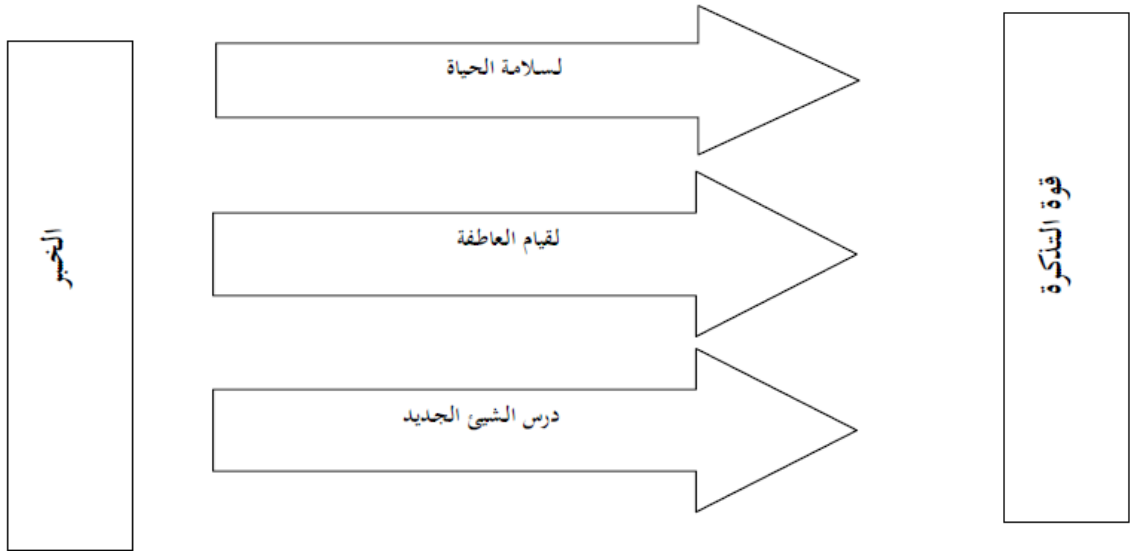 لسلامة الحياة
لقيام العاطفة
درس الشيئ الجديد
الخبر
قوة التذكرة